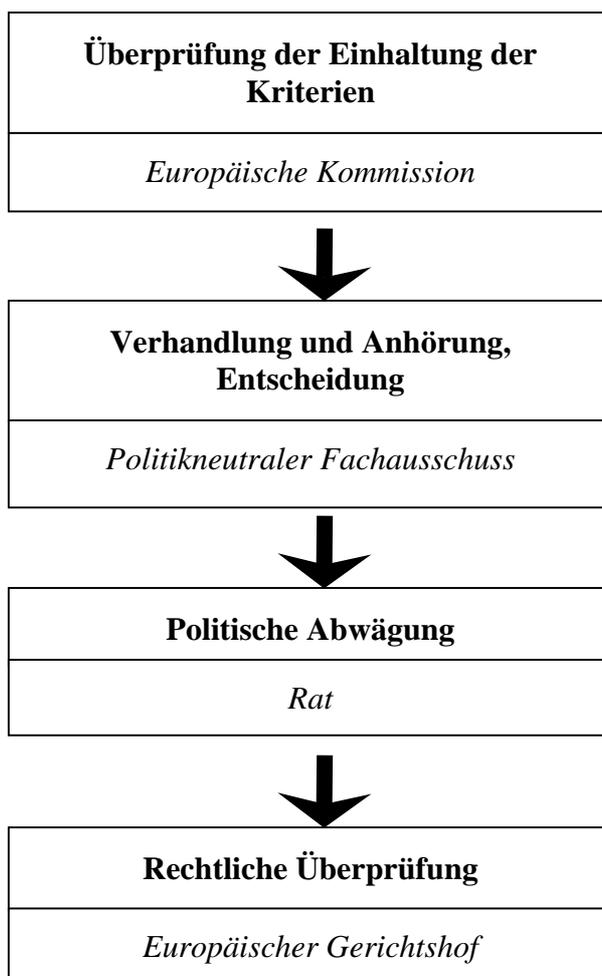 Überprüfung der Einhaltung der
Kriterien
Europäische Kommission
Verhandlung und Anhörung,
Entscheidung
Politikneutraler Fachausschuss
Politische Abwägung
Rat
Rechtliche Überprüfung
Europäischer Gerichtshof